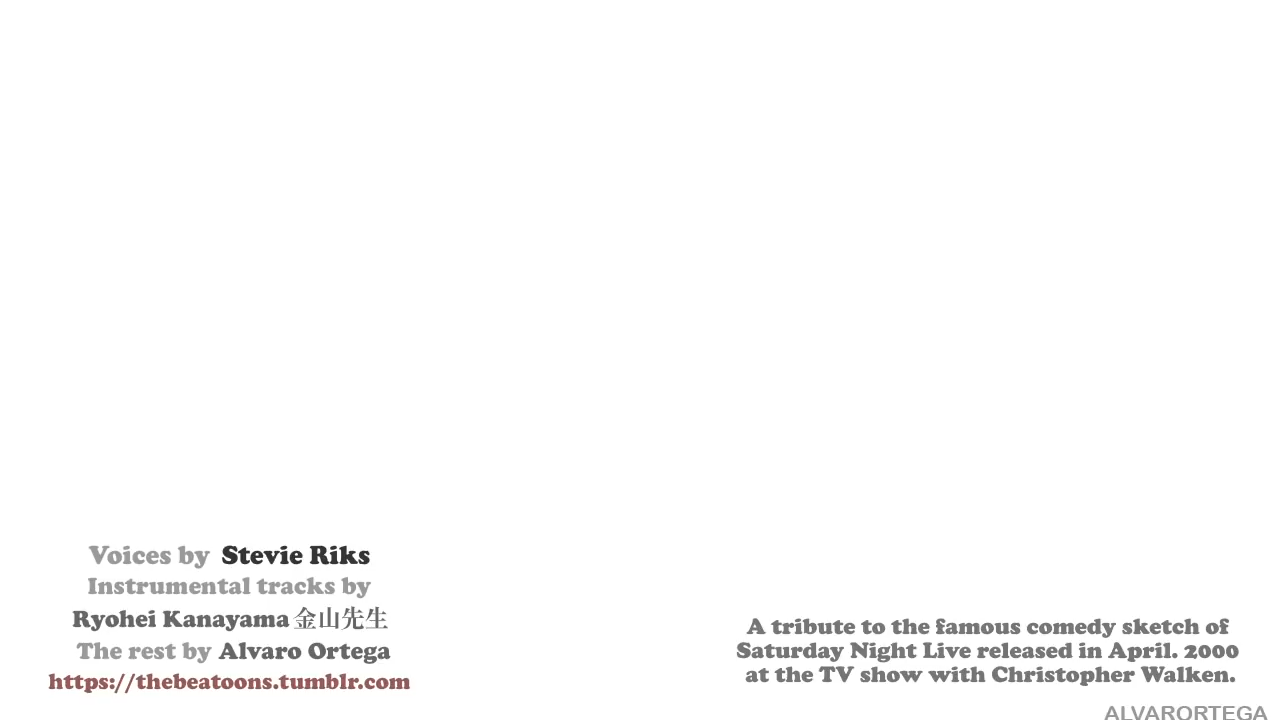 Voices by Stevie Riks
Instrumental tracks by
Ryohei Kanayama 金山先生
The rest by Alvaro Ortega
https://thebeatoons.tumblr.com
A tribute to the famous comedy sketch of
Saturday Night Live released in April. 2000
at the TV show with Christopher Walken.
ALVARORTEGA